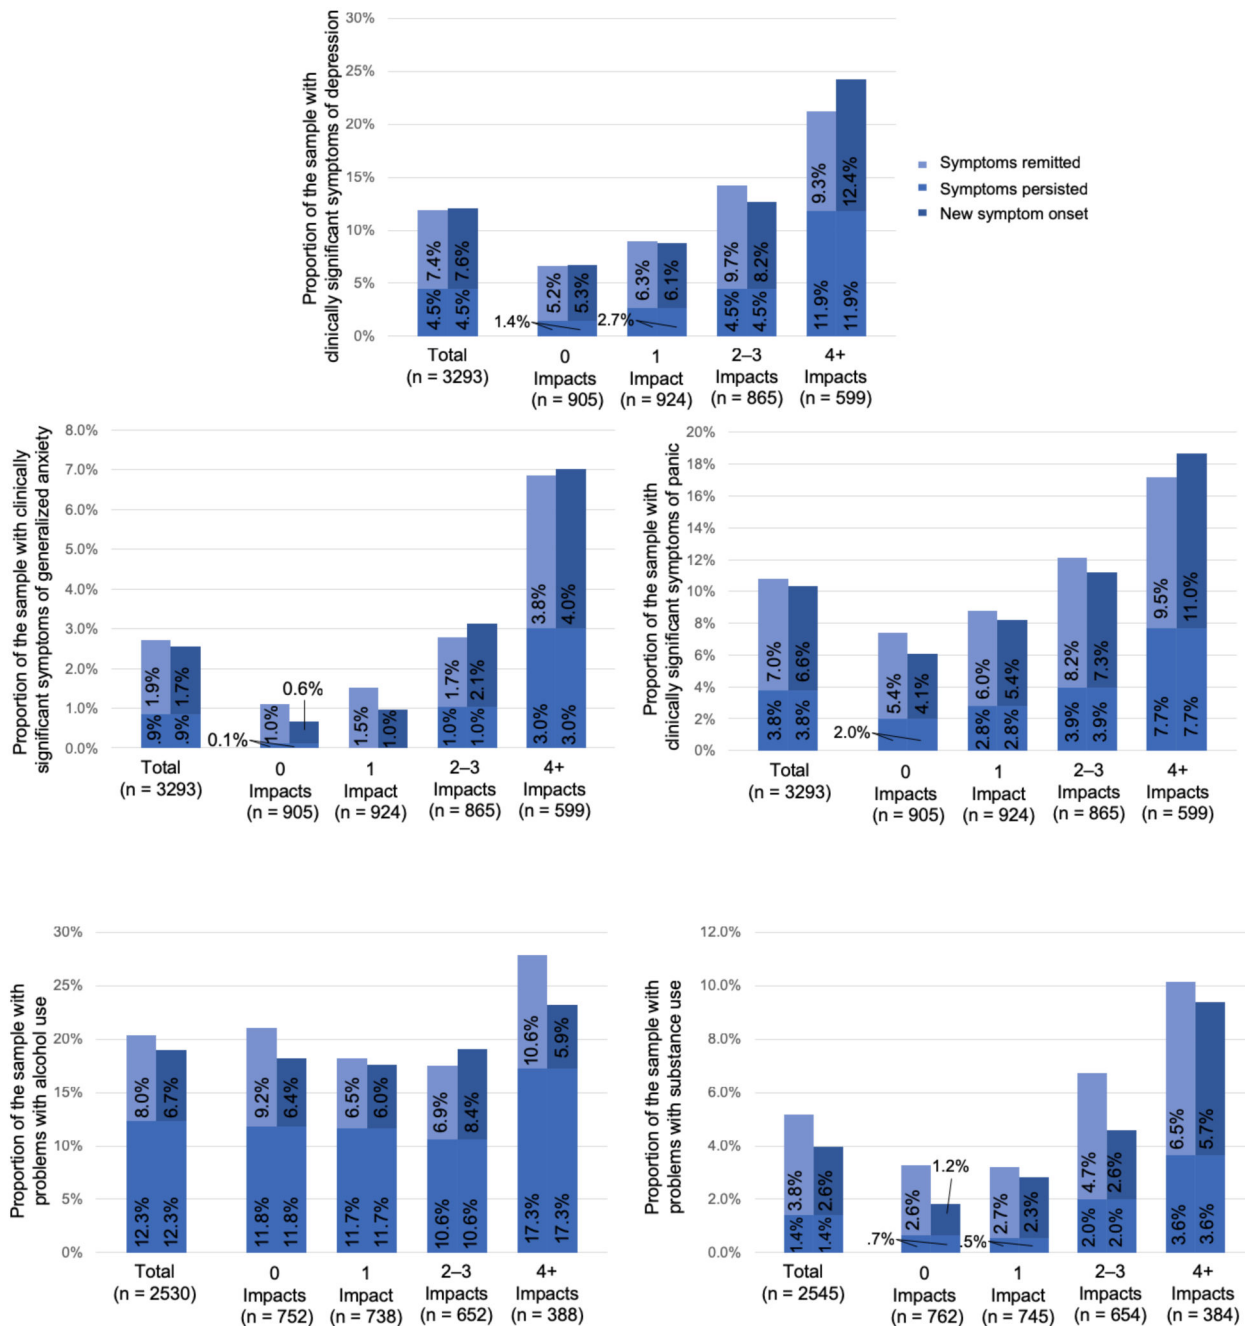 Proportion of the sample with
clinically significant symptoms of depression
30%
25%
20%
15%
10%
5%
0%
7.4%
7.6%
4.5%
4.5%
5.2%
5.3%
1.4%
6.3%
6.1%
2.7%
9.7%
8.2%
4.5%
4.5%
9.3%
12.4%
11.9%
11.9%
Symptoms remitted
Symptoms persisted
New symptom onset
Total
(n = 3293)
0
Impacts
(n = 905)
1
Impact
(n = 924)
2–3
Impacts
(n = 865)
4+
Impacts
(n = 599)
Proportion of the sample with clinically
significant symptoms of generalized anxiety
8.0%
7.0%
6.0%
5.0%
4.0%
3.0%
2.0%
1.0%
0.0%
1.9%
1.7%
.9%
.9%
1.0%
0.6%
0.1%
1.5%
1.0%
1.7%
2.1%
1.0%
1.0%
3.8%
4.0%
3.0%
3.0%
Total
(n = 3293)
0
Impacts
(n = 905)
1
Impact
(n = 924)
2–3
Impacts
(n = 865)
4+
Impacts
(n = 599)
Proportion of the sample with
clinically significant symptoms of panic
20%
18%
16%
14%
12%
10%
8%
6%
4%
2%
0%
7.0%
6.6%
3.8%
3.8%
5.4%
4.1%
2.0%
6.0%
5.4%
2.8%
2.8%
8.2%
7.3%
3.9%
3.9%
9.5%
11.0%
7.7%
7.7%
Total
(n = 3293)
0
Impacts
(n = 905)
1
Impact
(n = 924)
2–3
Impacts
(n = 865)
4+
Impacts
(n = 599)
Proportion of the sample with
problems with alcohol use
30%
25%
20%
15%
10%
5%
0%
8.0%
6.7%
12.3%
12.3%
9.2%
6.4%
11.8%
11.8%
6.5%
6.0%
11.7%
11.7%
6.9%
8.4%
10.6%
10.6%
10.6%
5.9%
17.3%
17.3%
Total
(n = 2530)
0
Impacts
(n = 752)
1
Impact
(n = 738)
2–3
Impacts
(n = 652)
4+
Impacts
(n = 388)
Proportion of the sample with
problems with substance use
12.0%
10.0%
8.0%
6.0%
4.0%
2.0%
0.0%
3.8%
2.6%
1.4%
1.4%
2.6%
1.2%
.7%
2.7%
2.3%
.5%
4.7%
2.6%
2.0%
2.0%
6.5%
5.7%
3.6%
3.6%
Total
(n = 2545)
0
Impacts
(n = 762)
1
Impact
(n = 745)
2–3
Impacts
(n = 654)
4+
Impacts
(n = 384)